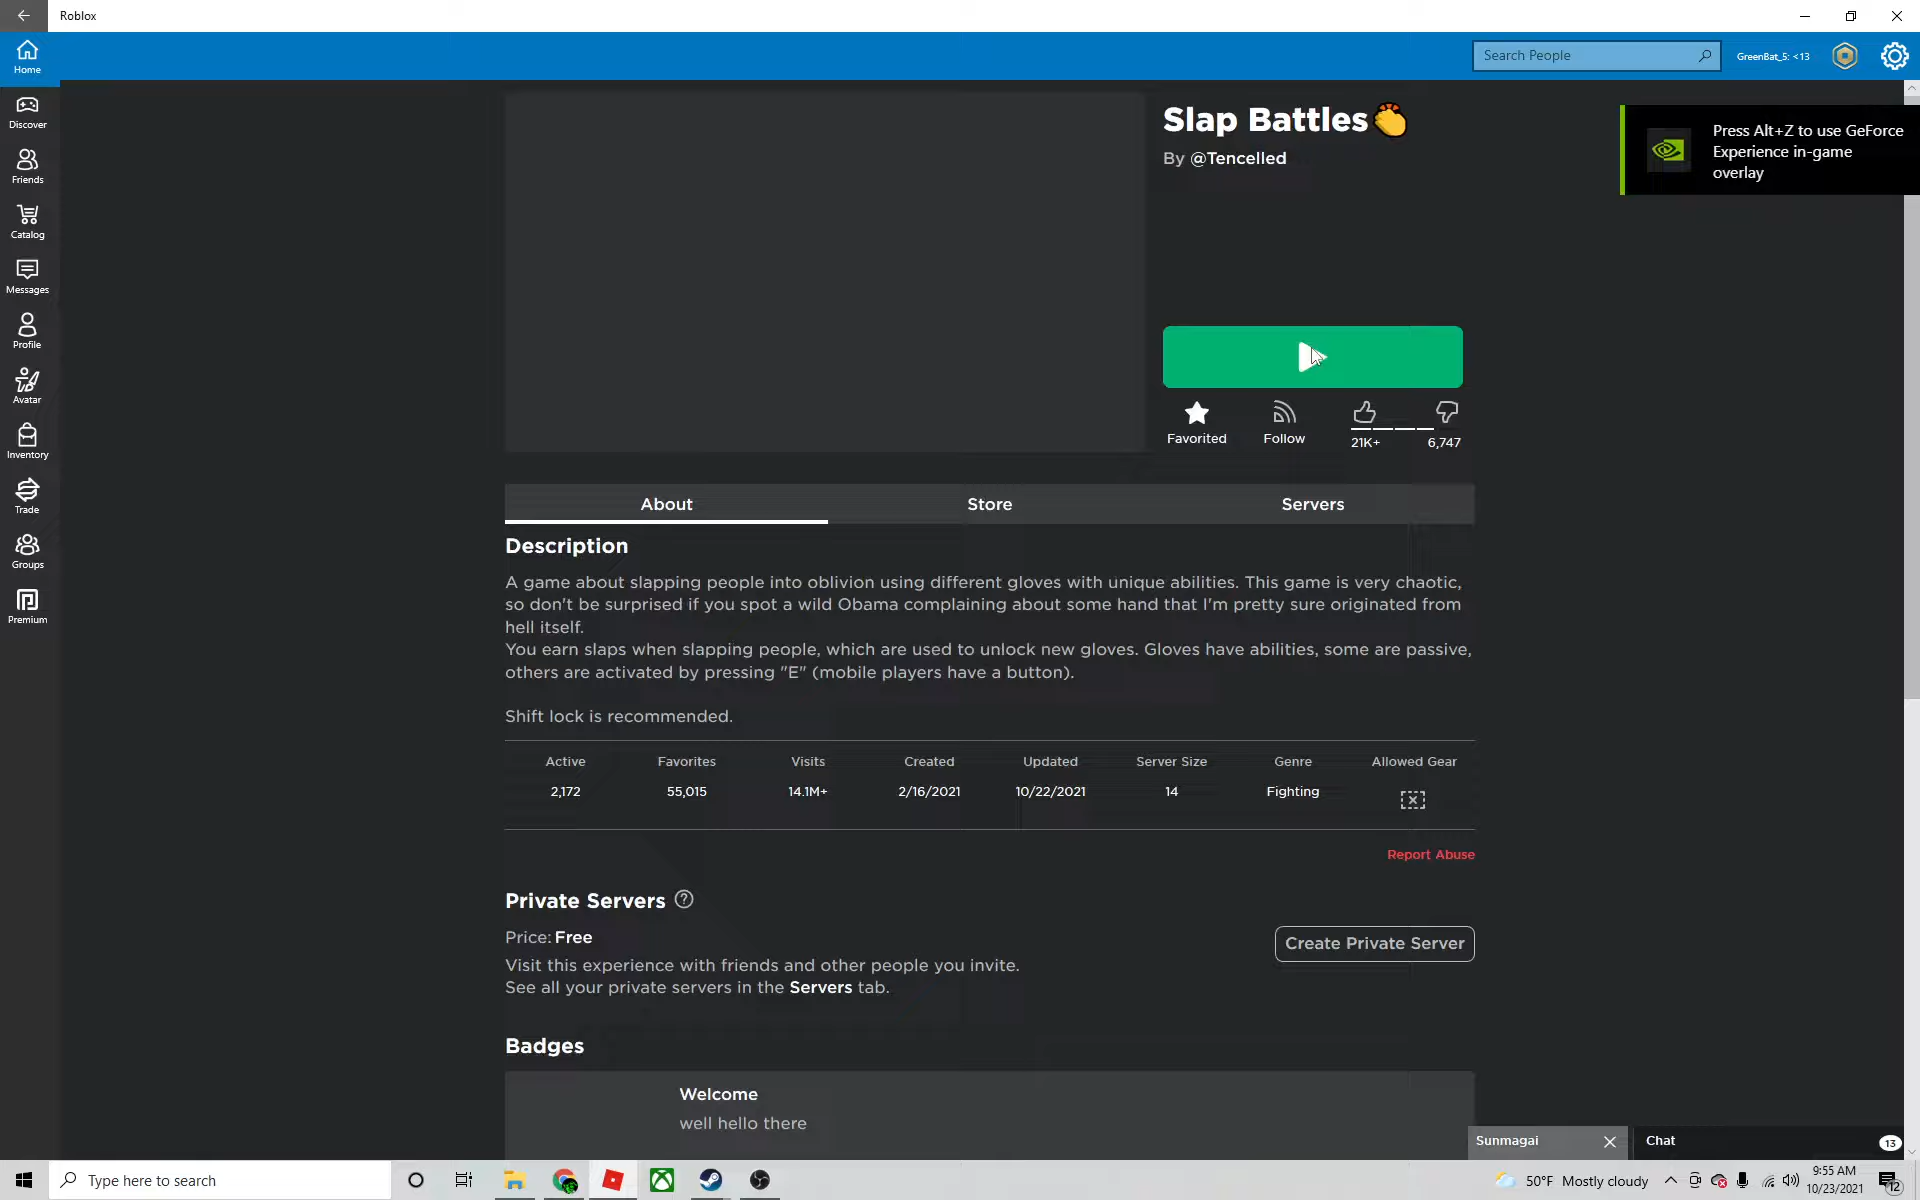 Roblox
Home
Search People
GreenBat_5: <13
Discover
Friends
Catalog
Messages
Profile
Avatar
Inventory
Trade
Groups
Premium
Slap Battles👏
By @Tencelled
Press Alt+Z to use GeForce
Experience in-game
overlay
Favorited
Follow
21K+
6,747
About
Store
Servers
Description
A game about slapping people into oblivion using different gloves with unique abilities. This game is very chaotic,
so don't be surprised if you spot a wild Obama complaining about some hand that I'm pretty sure originated from
hell itself.
You earn slaps when slapping people, which are used to unlock new gloves. Gloves have abilities, some are passive,
others are activated by pressing "E" (mobile players have a button).
Shift lock is recommended.
Active Favorites Visits Created Updated Server Size Genre Allowed Gear
2,172 55,015 14.1M+ 2/16/2021 10/22/2021 14 Fighting
Report Abuse
Private Servers
Price: Free
Create Private Server
Visit this experience with friends and other people you invite.
See all your private servers in the Servers tab.
Badges
Welcome
well hello there
Sunmagai
Chat
13
Type here to search
50°F Mostly cloudy
9:55 AM
10/23/2021
12